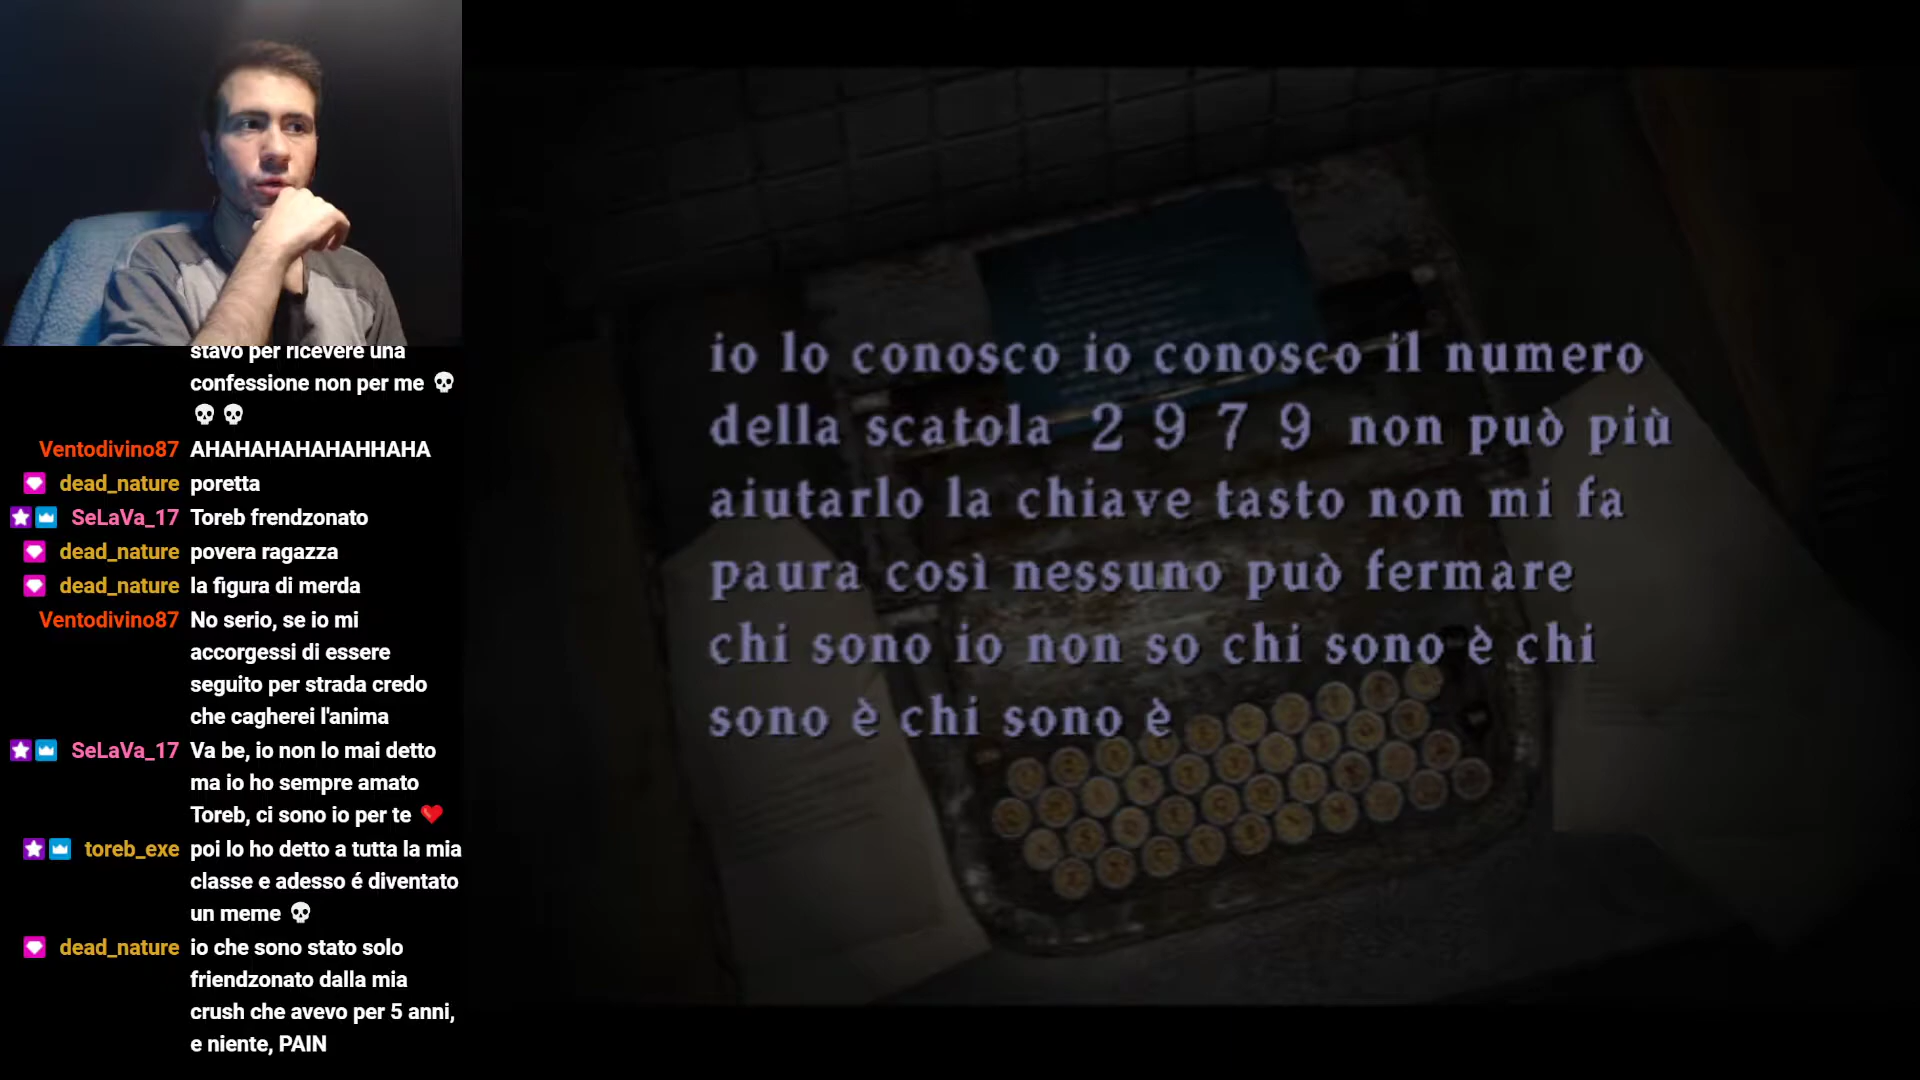 stavo per ricevere una
confessione non per me 💀
💀 💀
Ventodivino87 AHAHAHAHAHAHHAHA
dead_nature poretta
SeLaVa_17 Toreb frendzonato
dead_nature povera ragazza
dead_nature la figura di merda
Ventodivino87 No serio, se io mi
accorgessi di essere
seguito per strada credo
che cagherei l'anima
SeLaVa_17 Va be, io non lo mai detto
ma io ho sempre amato
Toreb, ci sono io per te ❤️
toreb_exe poi lo ho detto a tutta la mia
classe e adesso é diventato
un meme 💀
dead_nature io che sono stato solo
friendzonato dalla mia
crush che avevo per 5 anni,
e niente, PAIN
io lo conosco io conosco il numero
della scatola 2 9 7 9 non può più
aiutarlo la chiave tasto non mi fa
paura così nessuno può fermare
chi sono io non so chi sono è chi
sono è chi sono è